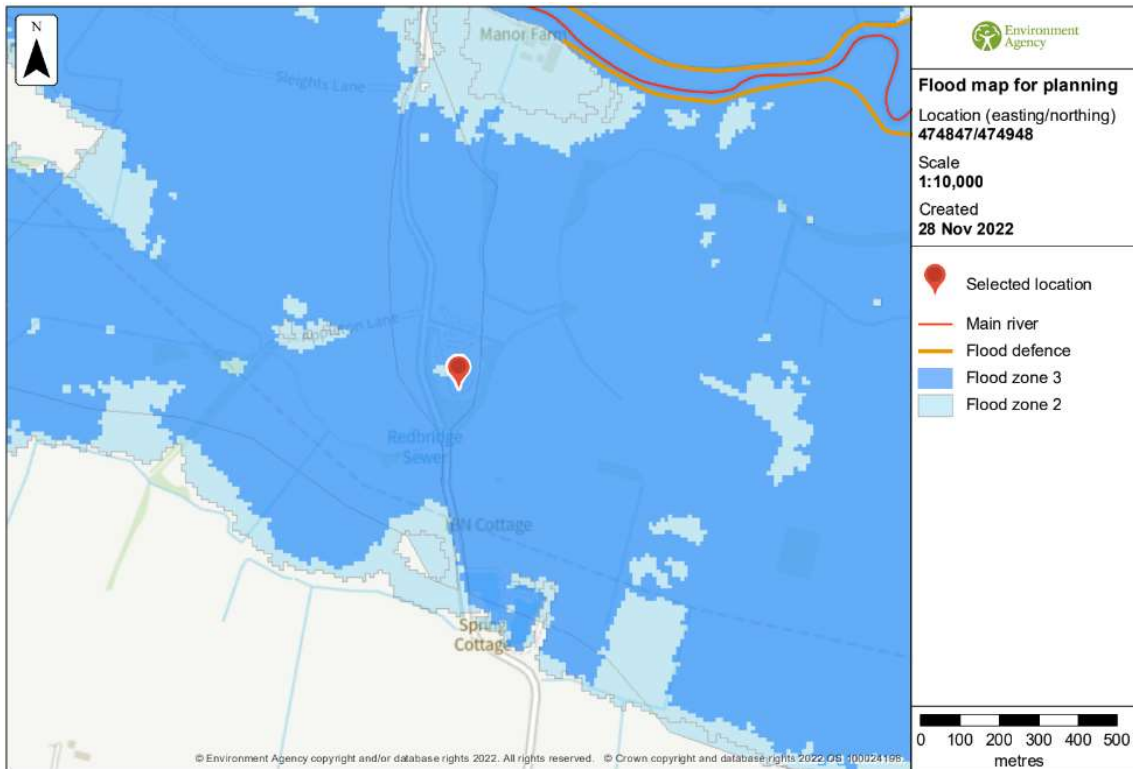 N
Manor Farm
Sleights Lane
Redbridge
Sewer
Cottage
Spring
Cottage
© Environment Agency copyright and/or database rights 2022. All rights reserved. © Crown copyright and database rights 2022 OS 100024198
Environment
Agency
Flood map for planning
Location (easting/northing)
474847/474948
Scale
1:10,000
Created
28 Nov 2022
Selected location
Main river
Flood defence
Flood zone 3
Flood zone 2
0 100 200 300 400 500
metres